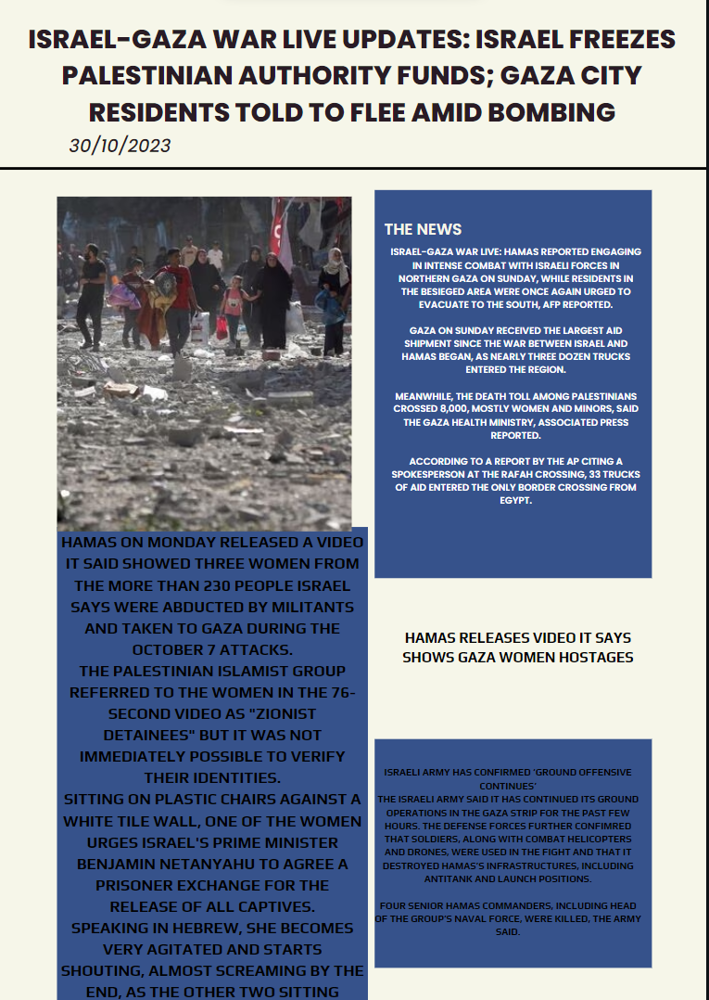 ISRAEL-GAZA WAR LIVE UPDATES: ISRAEL FREEZES
PALESTINIAN AUTHORITY FUNDS; GAZA CITY
RESIDENTS TOLD TO FLEE AMID BOMBING
30/10/2023
THE NEWS
ISRAEL-GAZA WAR LIVE: HAMAS REPORTED ENGAGING
IN INTENSE COMBAT WITH ISRAELI FORCES IN
NORTHERN GAZA ON SUNDAY, WHILE RESIDENTS IN
THE BESIEGED AREA WERE ONCE AGAIN URGED TO
EVACUATE TO THE SOUTH, AFP REPORTED.
GAZA ON SUNDAY RECEIVED THE LARGEST AID
SHIPMENT SINCE THE WAR BETWEEN ISRAEL AND
HAMAS BEGAN, AS NEARLY THREE DOZEN TRUCKS
ENTERED THE REGION.
MEANWHILE, THE DEATH TOLL AMONG PALESTINIANS
CROSSED 8,000, MOSTLY WOMEN AND MINORS, SAID
THE GAZA HEALTH MINISTRY, ASSOCIATED PRESS
REPORTED.
ACCORDING TO A REPORT BY THE AP CITING A
SPOKESPERSON AT THE RAFAH CROSSING, 33 TRUCKS
OF AID ENTERED THE ONLY BORDER CROSSING FROM
EGYPT.
HAMAS ON MONDAY RELEASED A VIDEO
IT SAID SHOWED THREE WOMEN FROM
THE MORE THAN 230 PEOPLE ISRAEL
SAYS WERE ABDUCTED BY MILITANTS
AND TAKEN TO GAZA DURING THE
OCTOBER 7 ATTACKS.
THE PALESTINIAN ISLAMIST GROUP
REFERRED TO THE WOMEN IN THE 76-
SECOND VIDEO AS "ZIONIST
DETAINEES" BUT IT WAS NOT
IMMEDIATELY POSSIBLE TO VERIFY
THEIR IDENTITIES.
SITTING ON PLASTIC CHAIRS AGAINST A
WHITE TILE WALL, ONE OF THE WOMEN
URGES ISRAEL'S PRIME MINISTER
BENJAMIN NETANYAHU TO AGREE A
PRISONER EXCHANGE FOR THE
RELEASE OF ALL CAPTIVES.
SPEAKING IN HEBREW, SHE BECOMES
VERY AGITATED AND STARTS
SHOUTING, ALMOST SCREAMING BY THE
END, AS THE OTHER TWO SITTING
HAMAS RELEASES VIDEO IT SAYS
SHOWS GAZA WOMEN HOSTAGES
ISRAELI ARMY HAS CONFIRMED 'GROUND OFFENSIVE
CONTINUES'
THE ISRAELI ARMY SAID IT HAS CONTINUED ITS GROUND
OPERATIONS IN THE GAZA STRIP FOR THE PAST FEW
HOURS. THE DEFENSE FORCES FURTHER CONFIMRED
THAT SOLDIERS, ALONG WITH COMBAT HELICOPTERS
AND DRONES, WERE USED IN THE FIGHT AND THAT IT
DESTROYED HAMAS'S INFRASTRUCTURES, INCLUDING
ANTITANK AND LAUNCH POSITIONS.
FOUR SENIOR HAMAS COMMANDERS, INCLUDING HEAD
OF THE GROUP'S NAVAL FORCE, WERE KILLED, THE ARMY
SAID.